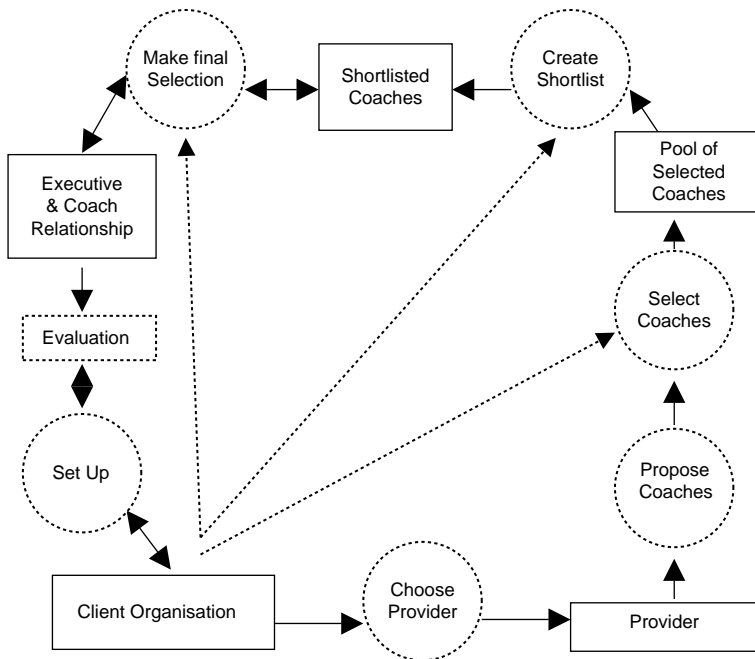 Make final
Selection
Shortlisted
Coaches
Create
Shortlist
Pool of
Selected
Coaches
Executive
& Coach
Relationship
Select
Coaches
Evaluation
Set Up
Propose
Coaches
Client Organisation
Choose
Provider
Provider